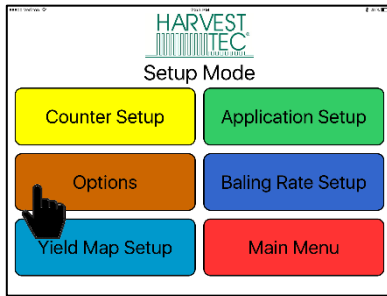 HARVEST
TEC
Setup Mode
Counter Setup
Application Setup
Options
Baling Rate Setup
Yield Map Setup
Main Menu